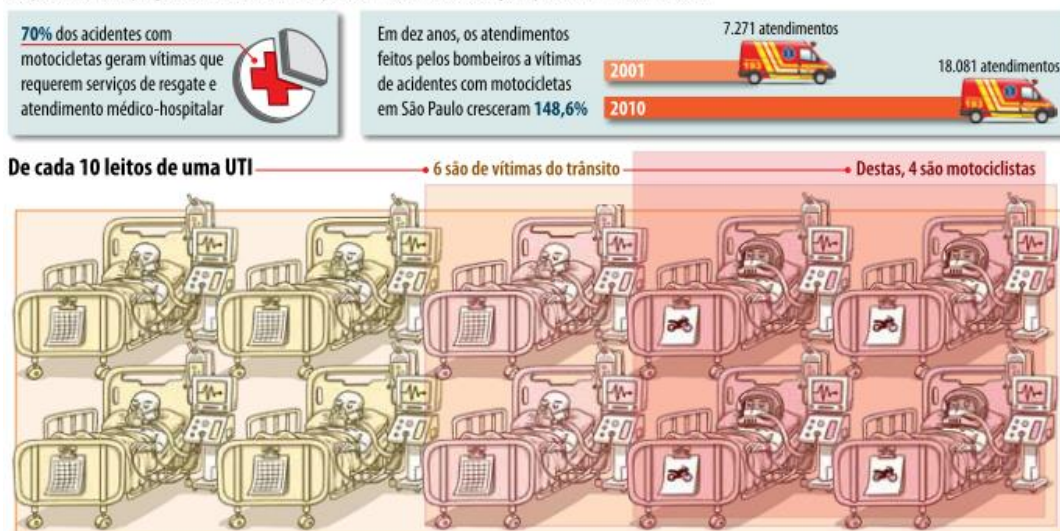 70% dos acidentes com
motocicletas geram vítimas que
requerem serviços de resgate e
atendimento médico-hospitalar
Em dez anos, os atendimentos
feitos pelos bombeiros a vítimas
de acidentes com motocicletas
em São Paulo cresceram 148,6%
7.271 atendimentos
2001
193
18.081 atendimentos
2010
193
De cada 10 leitos de uma UTI
6 são de vítimas do trânsito
Destas, 4 são motociclistas